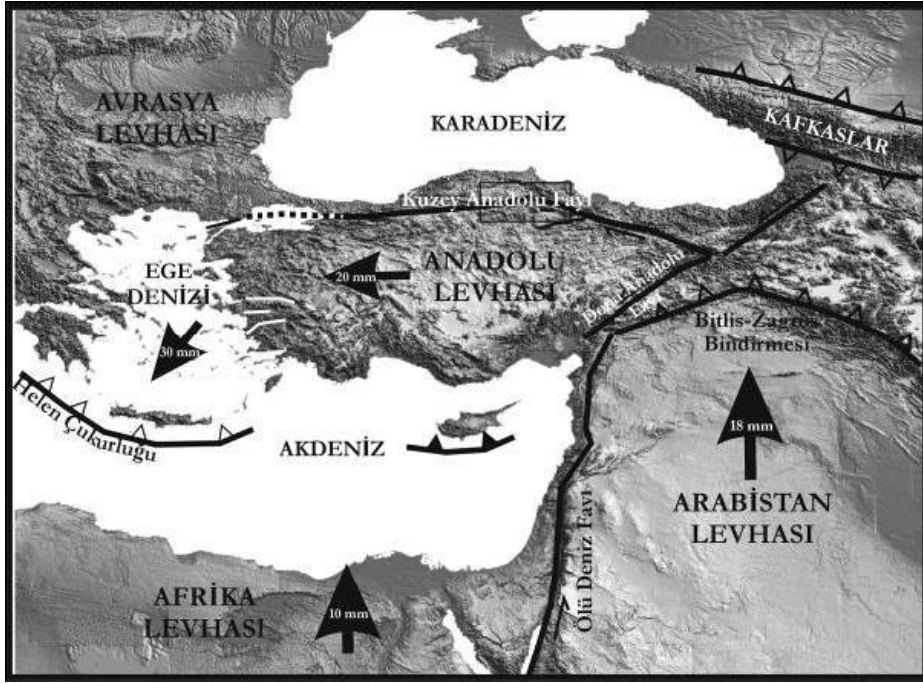 AVRASYA
LEVHASI
KARADENİZ
KAFKASLAR
Kuzey Anadolu Fayı
EGE
DENİZİ
20 mm
ANADOLU
LEVHASI
Doğu Anadolu
Fayı
30 mm
Bitlis-Zagros
Bindirmesi
Helen Çukurluğu
AKDENİZ
18 mm
ARABİSTAN
LEVHASI
Ölü Deniz Fayı
AFRİKA
LEVHASI
10 mm